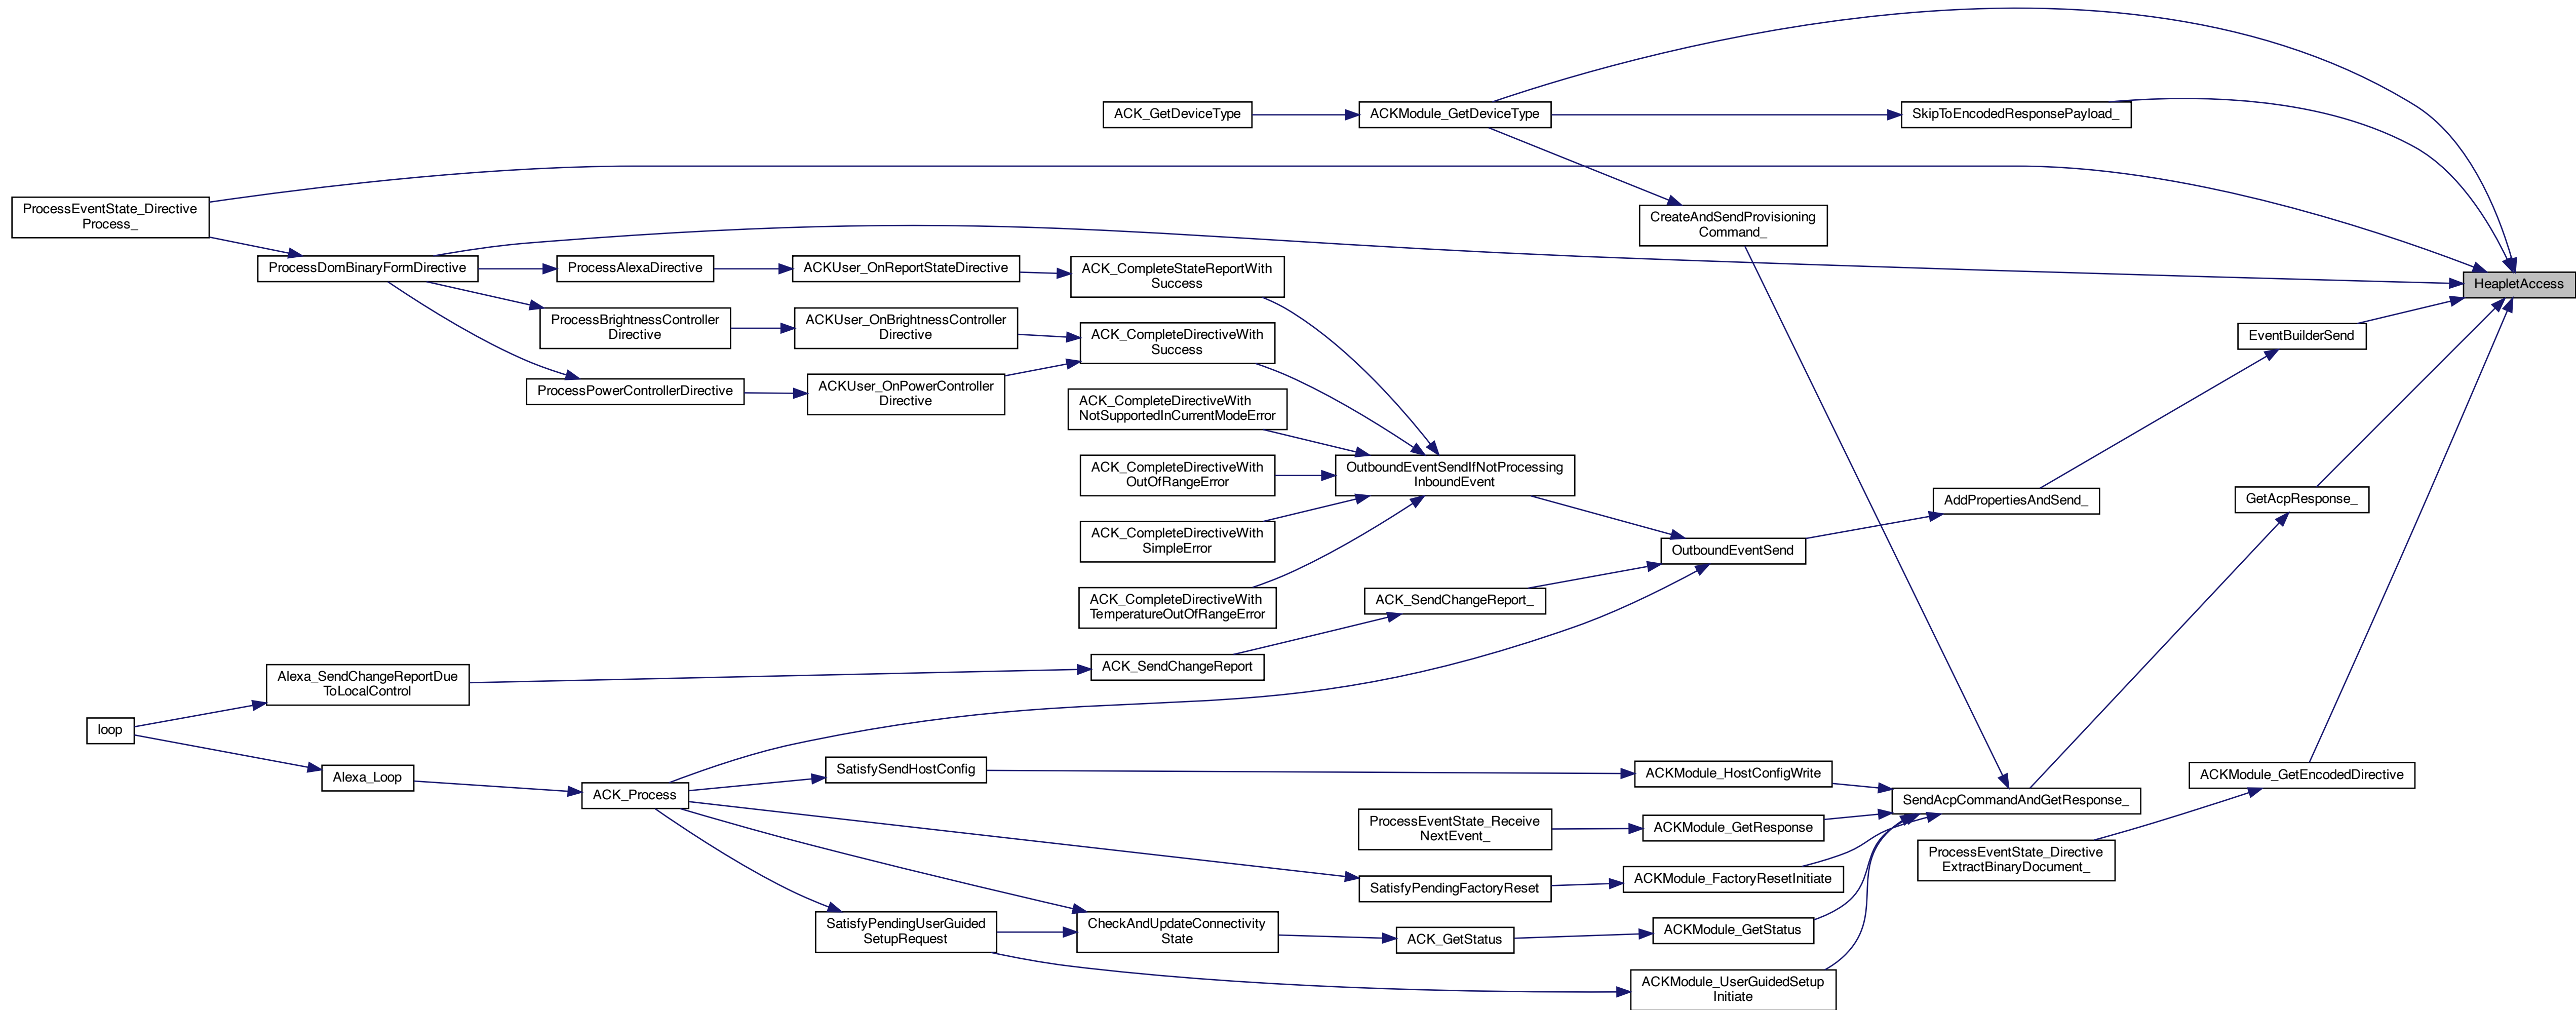 ACK_GetDeviceType
ACKModule_GetDeviceType
SkipToEncodedResponsePayload_
ProcessEventState_Directive
Process_
CreateAndSendProvisioning
Command_
ProcessDomBinaryFormDirective
ProcessAlexaDirective
ACKUser_OnReportStateDirective
ACK_CompleteStateReportWith
Success
HeapletAccess
ProcessBrightnessController
Directive
ACKUser_OnBrightnessController
Directive
ACK_CompleteDirectiveWith
Success
EventBuilderSend
ProcessPowerControllerDirective
ACKUser_OnPowerController
Directive
ACK_CompleteDirectiveWith
NotSupportedInCurrentModeError
ACK_CompleteDirectiveWith
OutOfRangeError
OutboundEventSendIfNotProcessing
InboundEvent
AddPropertiesAndSend_
GetAcpResponse_
ACK_CompleteDirectiveWith
SimpleError
OutboundEventSend
ACK_CompleteDirectiveWith
TemperatureOutOfRangeError
ACK_SendChangeReport_
ACK_SendChangeReport
Alexa_SendChangeReportDue
ToLocalControl
loop
Alexa_Loop
ACK_Process
SatisfySendHostConfig
ACKModule_HostConfigWrite
ACKModule_GetEncodedDirective
SendAcpCommandAndGetResponse_
ProcessEventState_Receive
NextEvent_
ACKModule_GetResponse
ProcessEventState_Directive
ExtractBinaryDocument_
SatisfyPendingFactoryReset
ACKModule_FactoryResetInitiate
SatisfyPendingUserGuided
SetupRequest
CheckAndUpdateConnectivity
State
ACK_GetStatus
ACKModule_GetStatus
ACKModule_UserGuidedSetup
Initiate